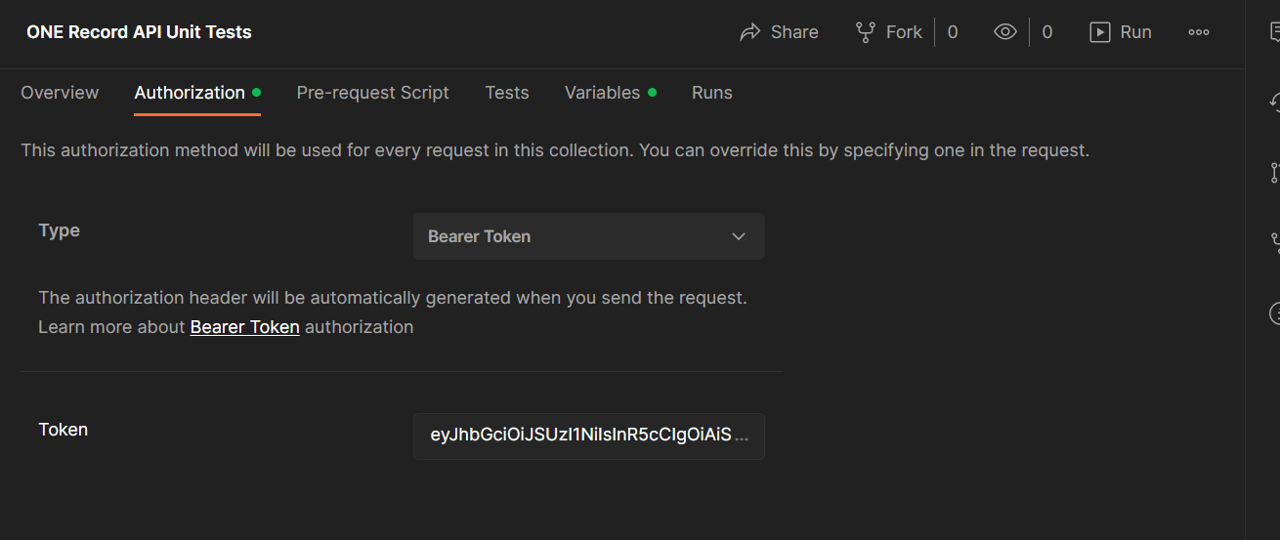 ONE Record API Unit Tests Share Fork 0 0 Run
Overview Authorization Pre-request Script Tests Variables Runs
This authorization method will be used for every request in this collection. You can override this by specifying one in the request.
Type Bearer Token
The authorization header will be automatically generated when you send the request.
Learn more about Bearer Token authorization
Token eyJhbGciOiJSUzI1NiIsInR5cCIgOiAiS...